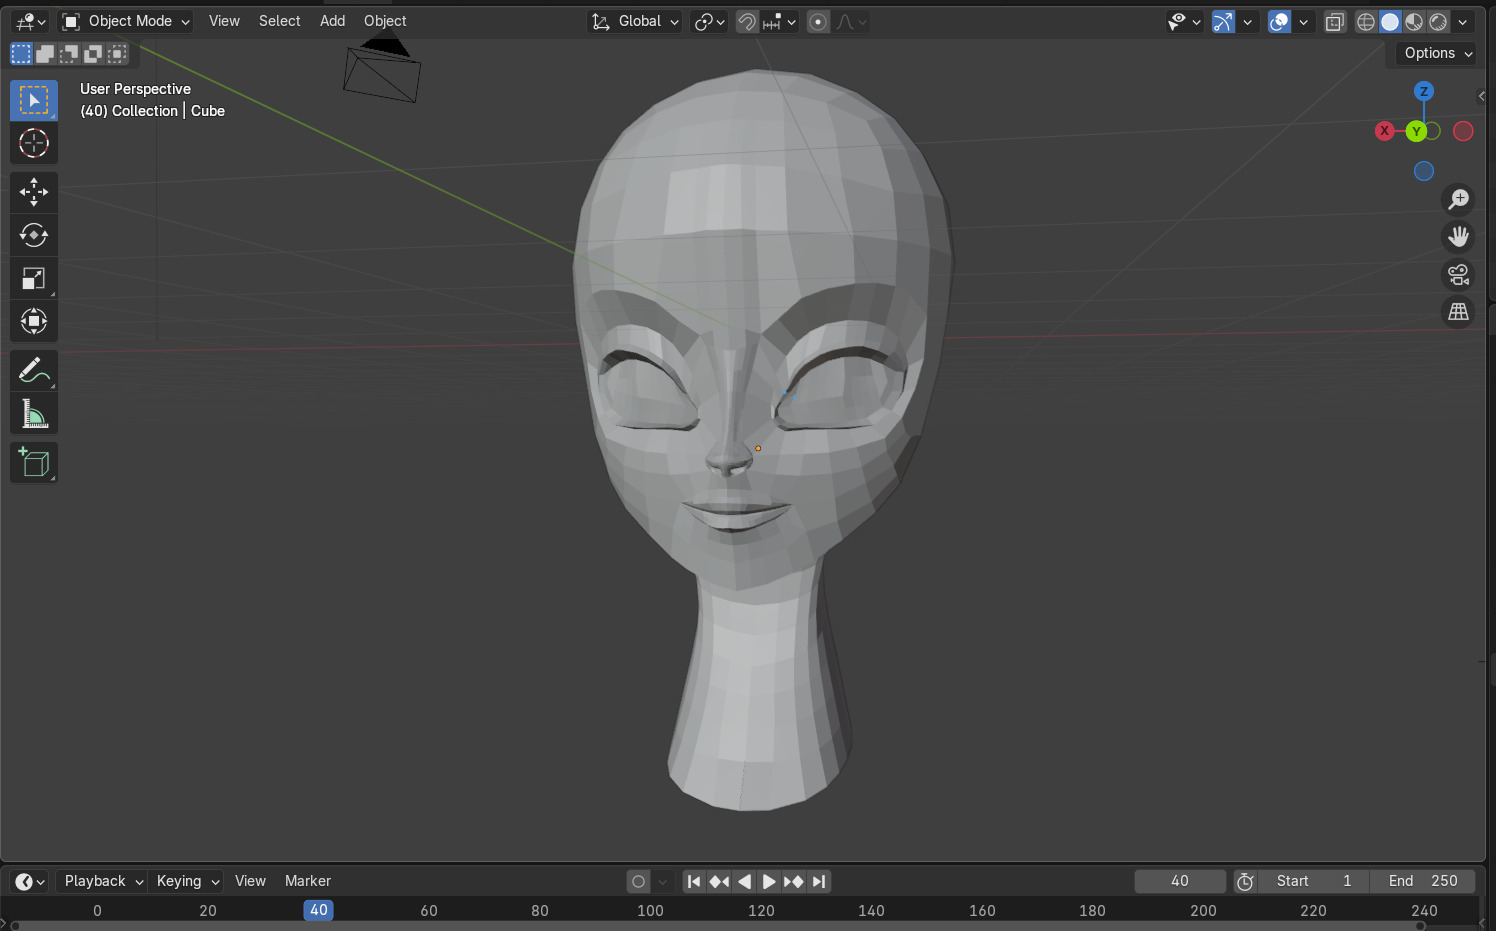 Object Mode View Select Add Object Global
Options
User Perspective
(40) Collection | Cube
Z
X Y
Playback Keying View Marker 40 Start 1 End 250
0 20 40 60 80 100 120 140 160 180 200 220 240